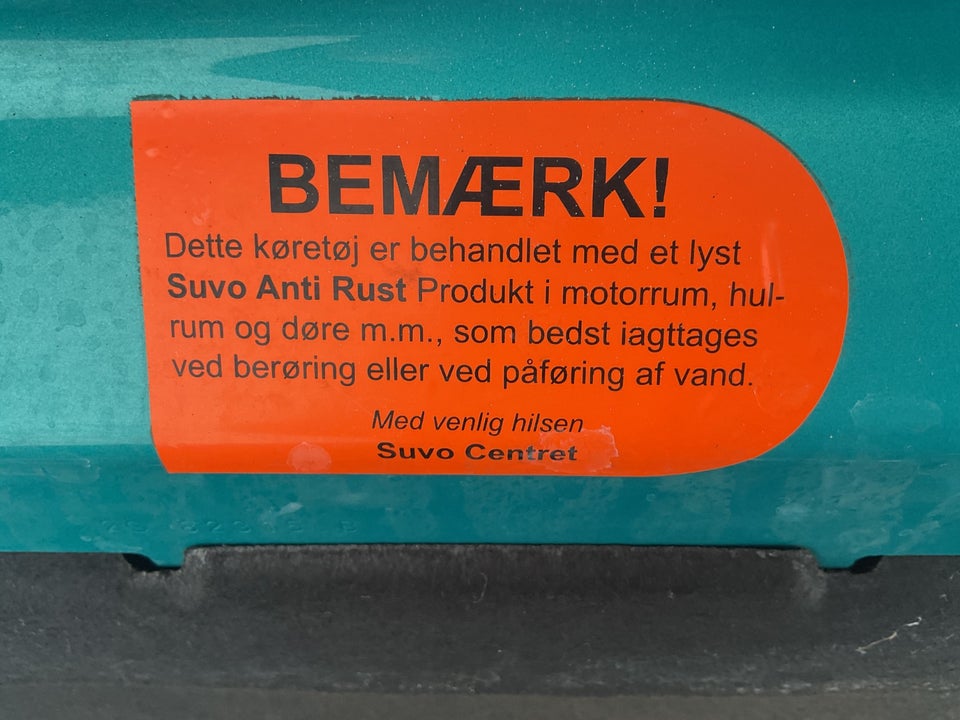 BEMÆRK!
Dette køretøj er behandlet med et lyst
Suvo Anti Rust Produkt i motorrum, hul-
rum og døre m.m., som bedst iagttages
ved berøring eller ved påføring af vand.
Med venlig hilsen
Suvo Centret